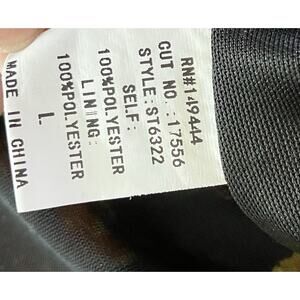 RN#149444
CUT NO.:17556
STYLE:ST6322
SELF:
100%POLYESTER
LINING:
100%POLYESTER
L.
MADE IN CHINA